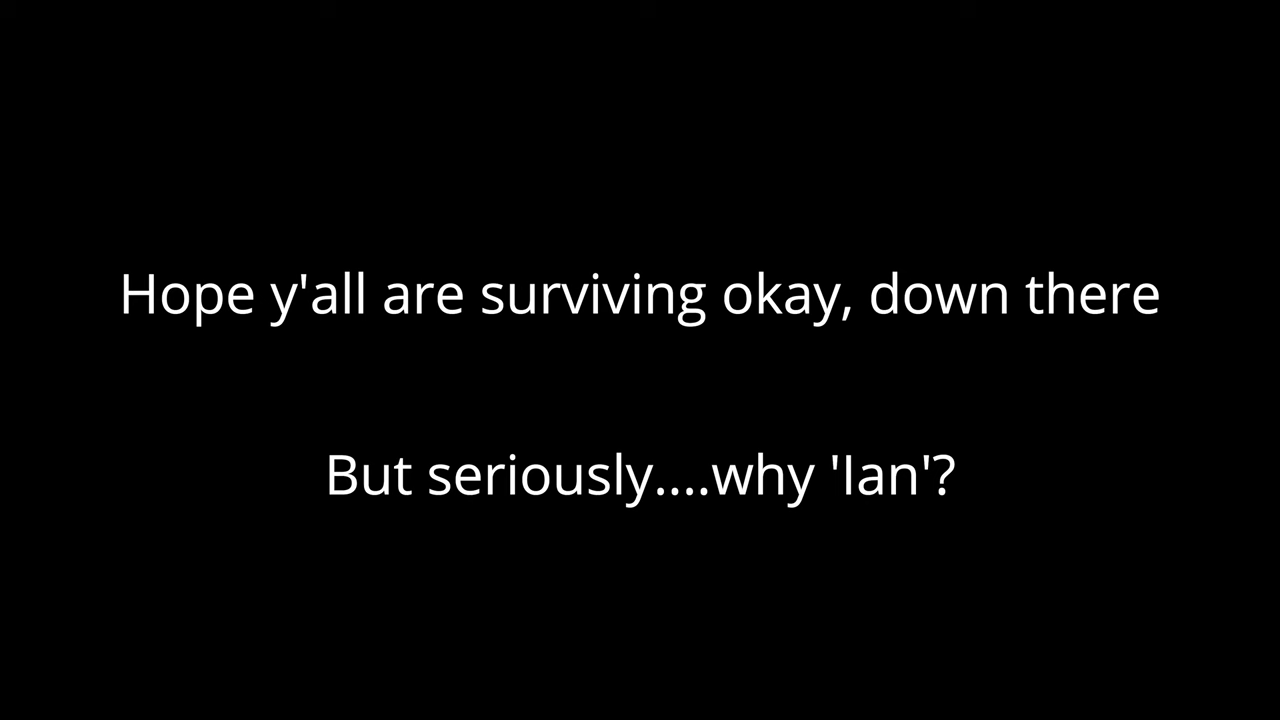 Hope y'all are surviving okay, down there
But seriously....why 'Ian'?